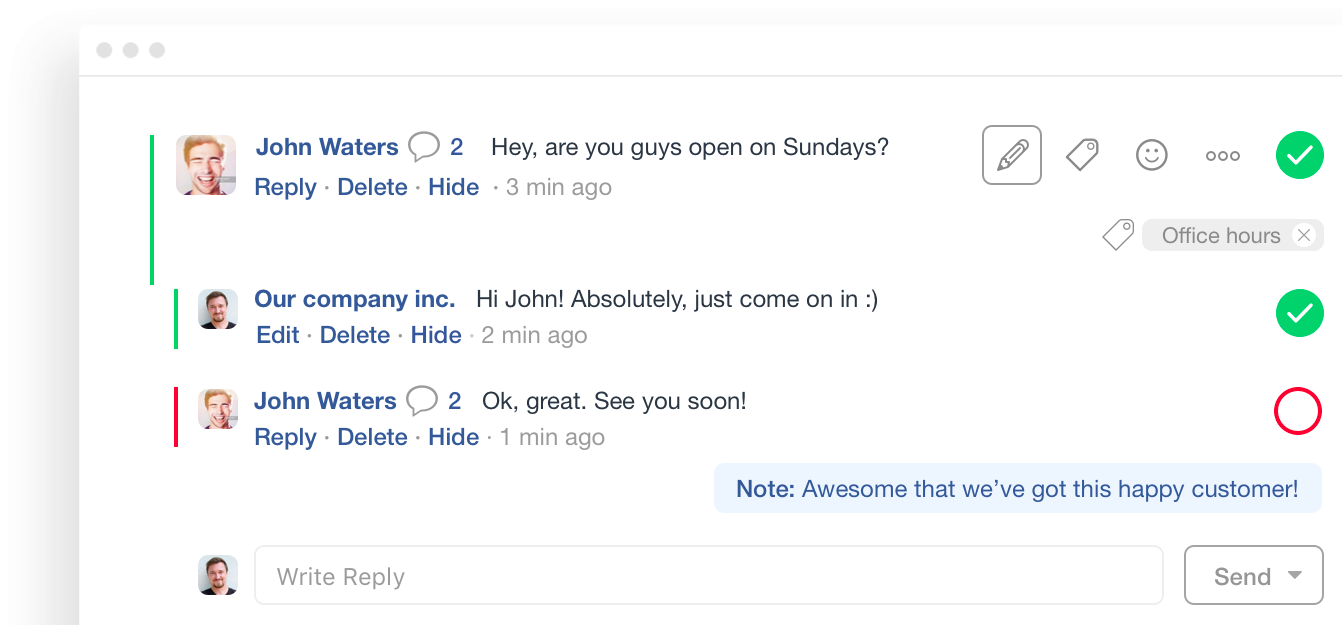 John Waters 2 Hey, are you guys open on Sundays?
Reply · Delete · Hide · 3 min ago
Office hours
Our company inc. Hi John! Absolutely, just come on in :)
Edit · Delete · Hide · 2 min ago
John Waters 2 Ok, great. See you soon!
Reply · Delete · Hide · 1 min ago
Note: Awesome that we’ve got this happy customer!
Write Reply Send